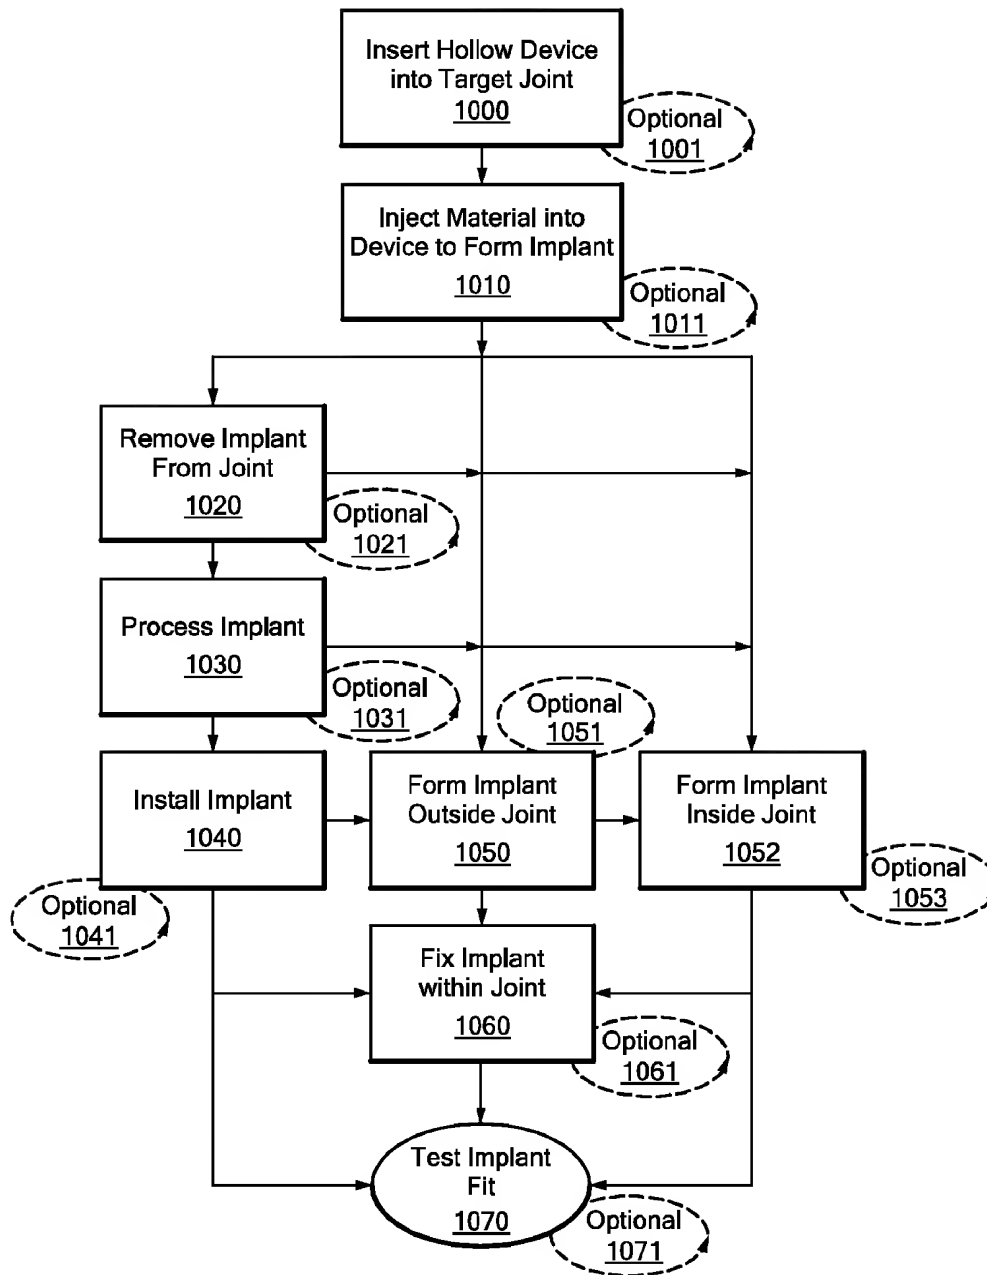 Insert Hollow Device
into Target Joint
1000
Optional
1001
Inject Material into
Device to Form Implant
1010
Optional
1011
Remove Implant
From Joint
1020
Optional
1021
Process Implant
1030
Optional
1031
Optional
1051
Install Implant
1040
Optional
1041
Form Implant
Outside Joint
1050
Form Implant
Inside Joint
1052
Optional
1053
Fix Implant
within Joint
1060
Optional
1061
Test Implant
Fit
1070
Optional
1071